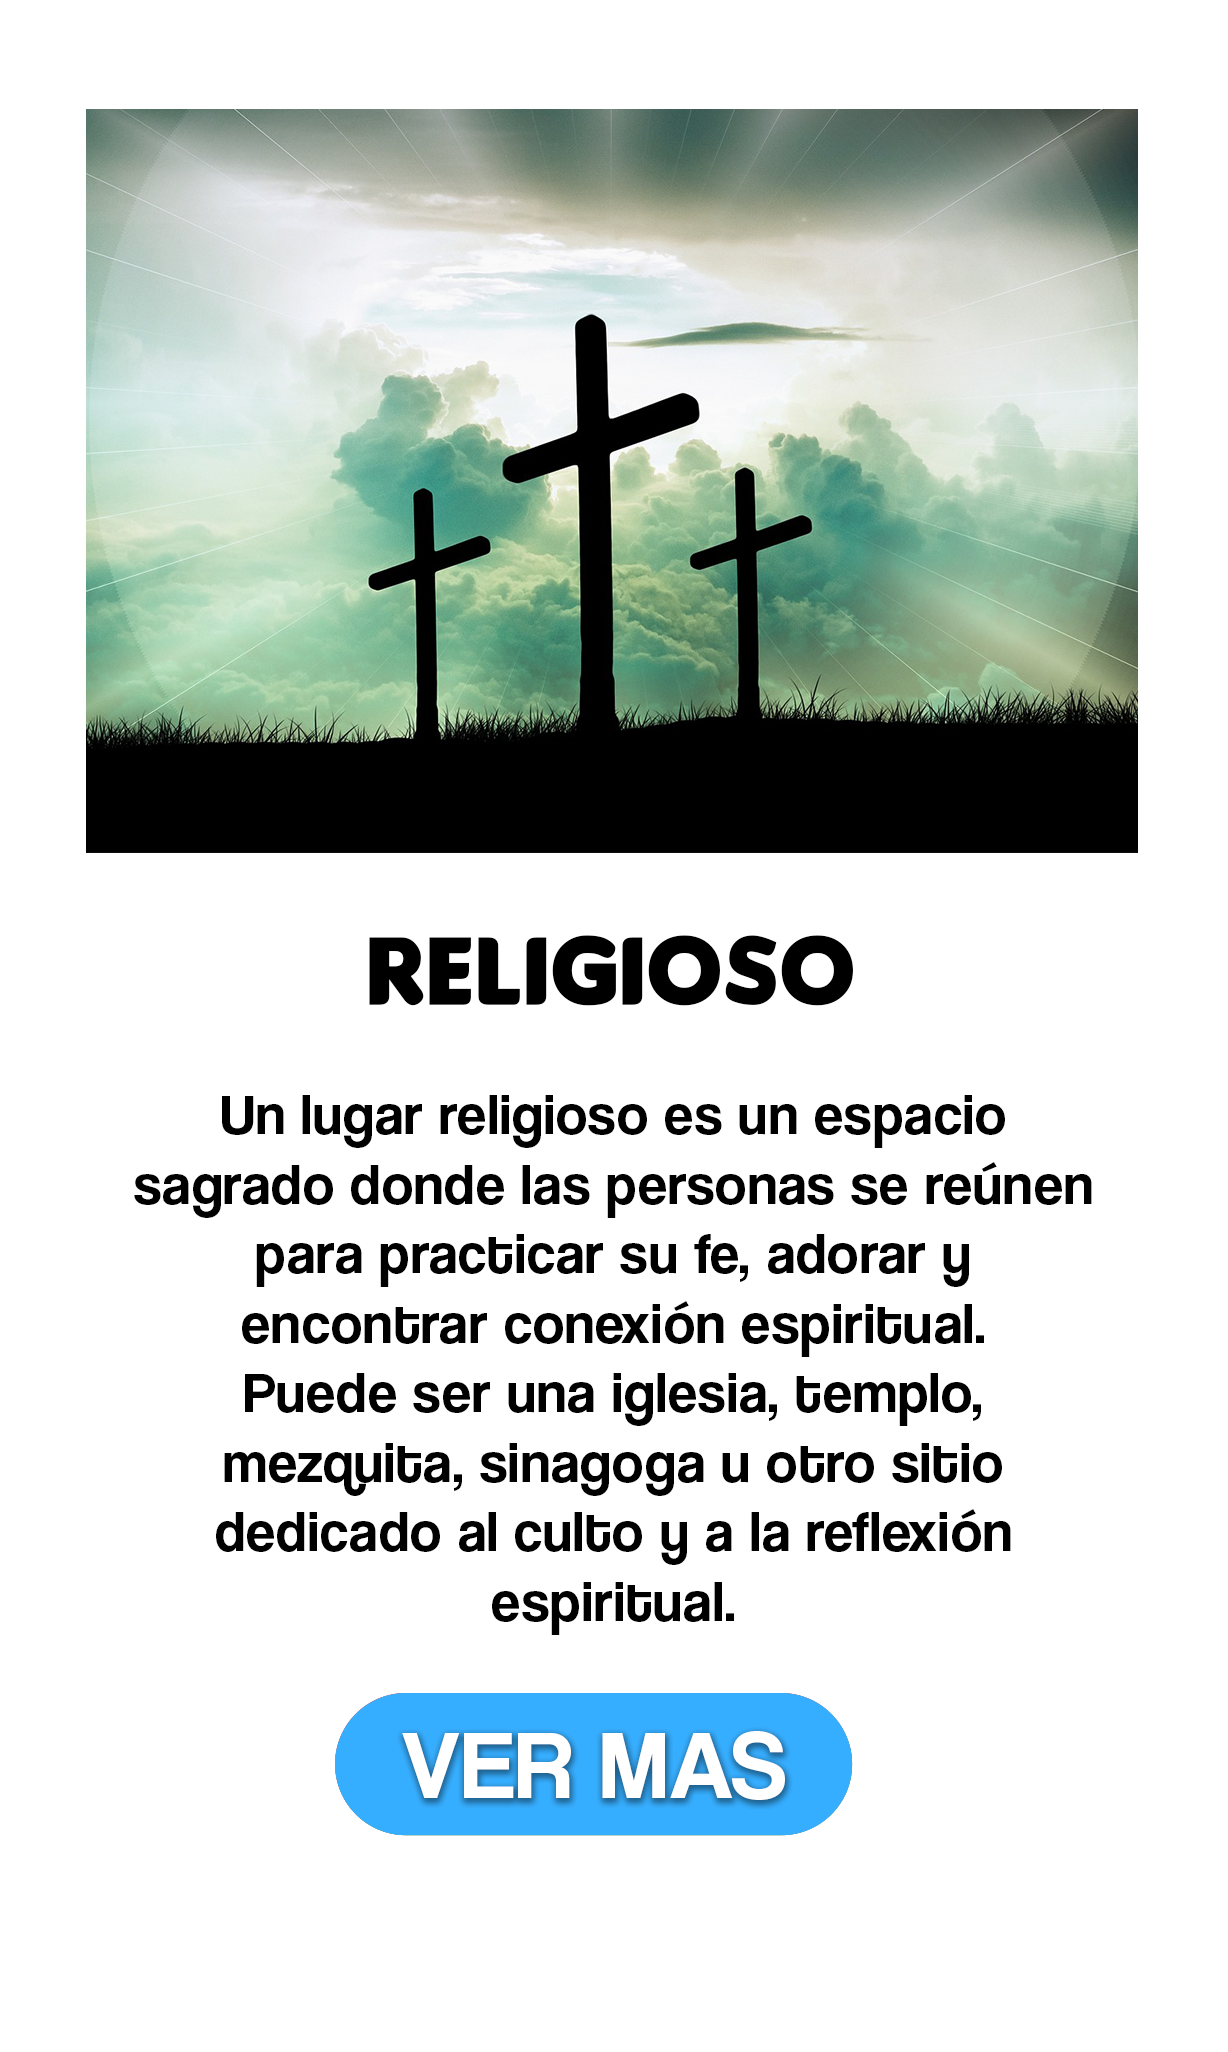 RELIGIOSO
Un lugar religioso es un espacio
sagrado donde las personas se reúnen
para practicar su fe, adorar y
encontrar conexión espiritual.
Puede ser una iglesia, templo,
mezquita, sinagoga u otro sitio
dedicado al culto y a la reflexión
espiritual.
VER MAS